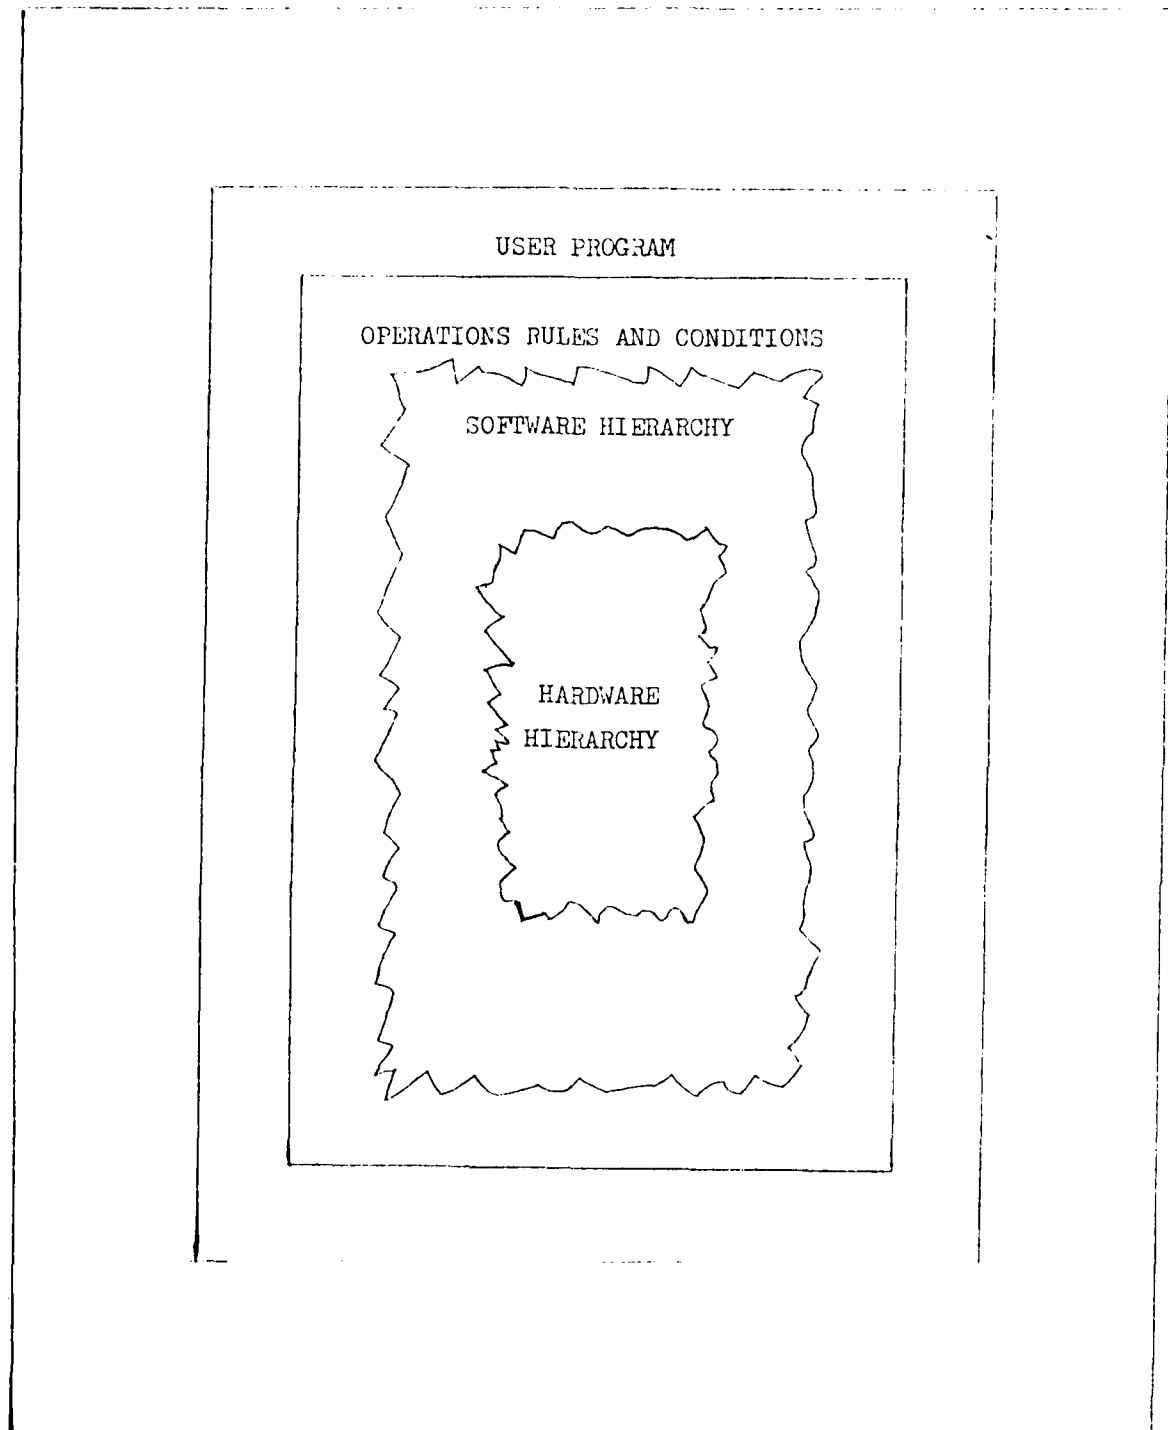 USER PROGRAM
OPERATIONS RULES AND CONDITIONS
SOFTWARE HIERARCHY
HARDWARE
HIERARCHY